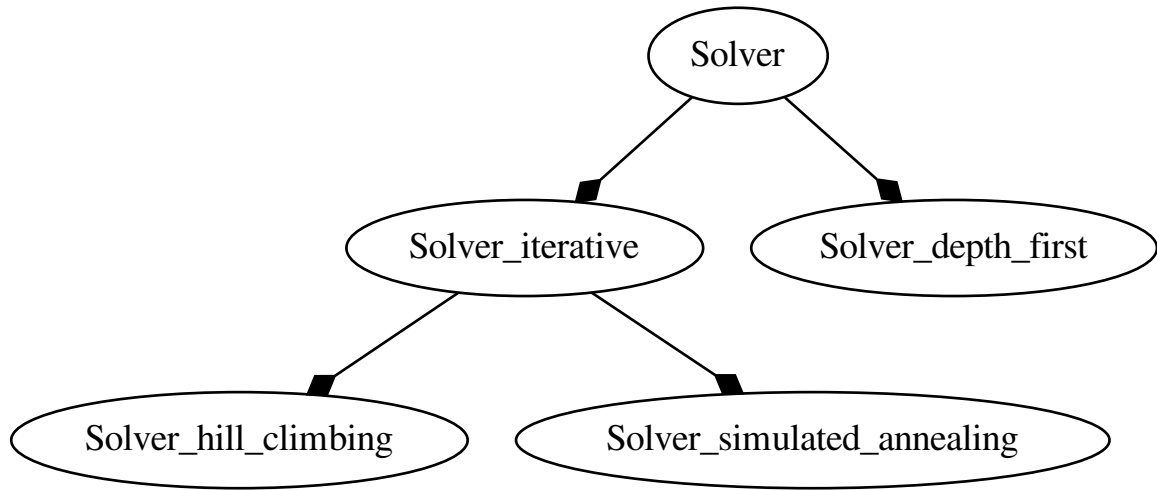 Solver
Solver_iterative
Solver_depth_first
Solver_hill_climbing
Solver_simulated_annealing